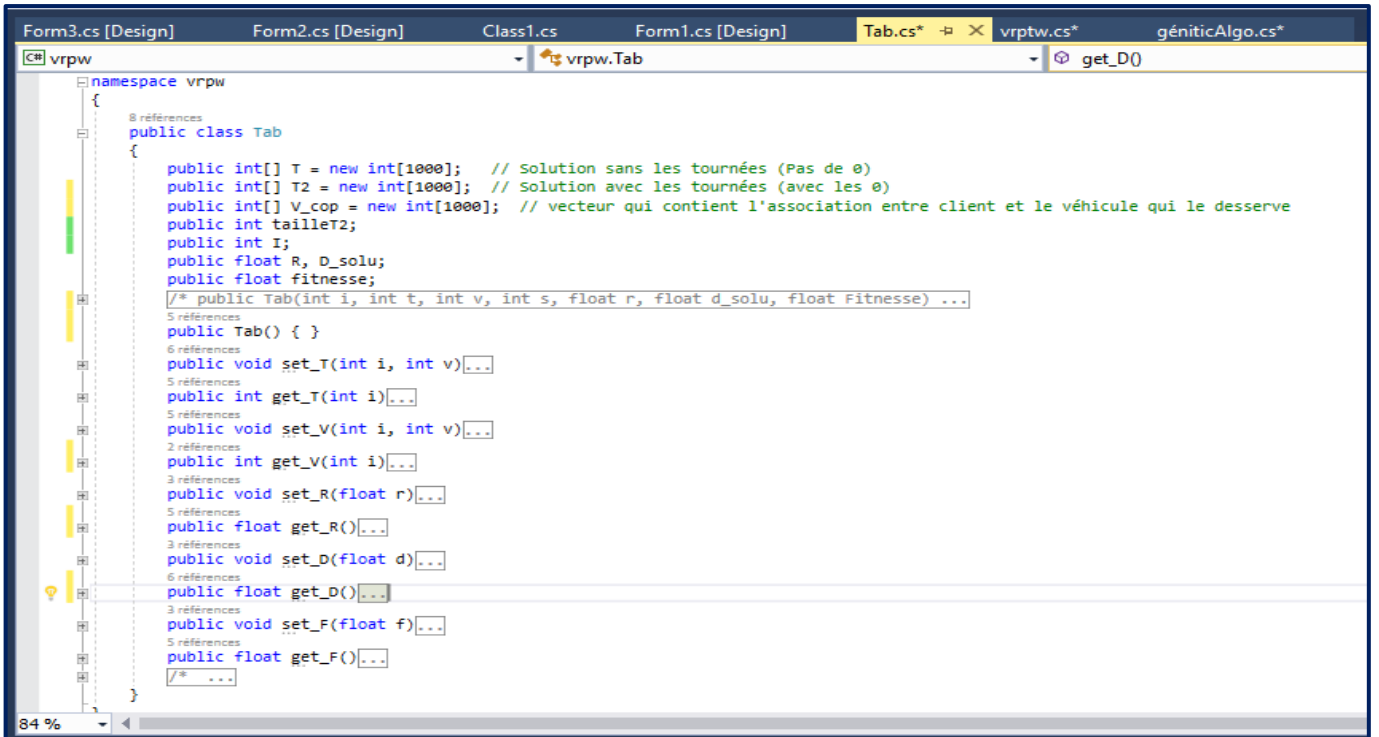 Form3.cs [Design] Form2.cs [Design] Class1.cs Form1.cs [Design] Tab.cs* vrptw.cs* géniticAlgo.cs*
C# vrpw vrpw.Tab get_D()
namespace vrpw
{
8 références
public class Tab
{
public int[] T = new int[1000]; // Solution sans les tournées (Pas de 0)
public int[] T2 = new int[1000]; // Solution avec les tournées (avec les 0)
public int[] V_cop = new int[1000]; // vecteur qui contient l'association entre client et le véhicule qui le desserve
public int tailleT2;
public int I;
public float R, D_solu;
public float fitnesse;
/* public Tab(int i, int t, int v, int s, float r, float d_solu, float Fitnesse) ...
5 références
public Tab() { }
6 références
public void set_T(int i, int v)...
5 références
public int get_T(int i)...
5 références
public void set_V(int i, int v)...
2 références
public int get_V(int i)...
3 références
public void set_R(float r)...
5 références
public float get_R()...
3 références
public void set_D(float d)...
6 références
public float get_D()...
3 références
public void set_F(float f)...
5 références
public float get_F()...
/* ...
}
}
84 %